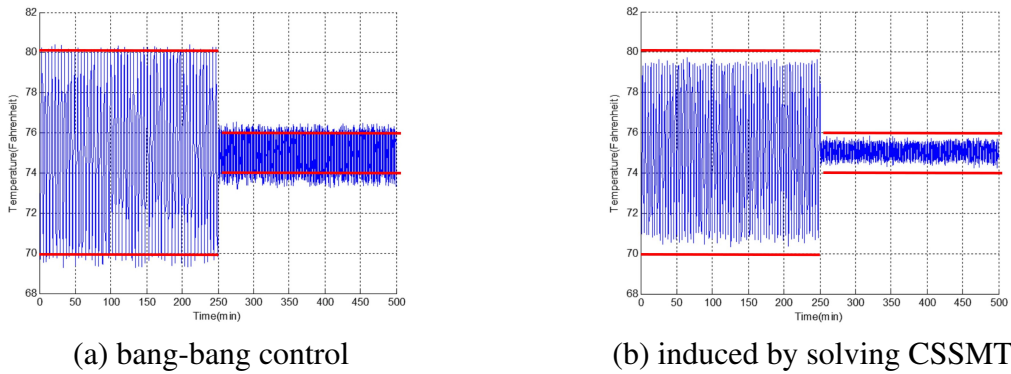 82
80
78
76
74
72
70
68
Temperature(Fahrenheit)
0 50 100 150 200 250 300 350 400 450 500
Time(min)
(a) bang-bang control
82
80
78
76
74
72
70
68
Temperature(Fahrenheit)
0 50 100 150 200 250 300 350 400 450 500
Time(min)
(b) induced by solving CSSMT